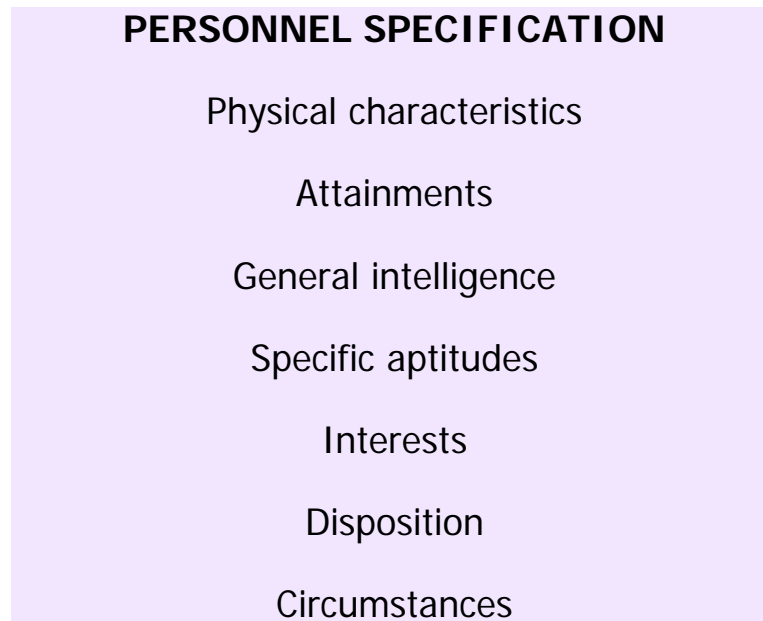 PERSONNEL SPECIFICATION
Physical characteristics
Attainments
General intelligence
Specific aptitudes
Interests
Disposition
Circumstances